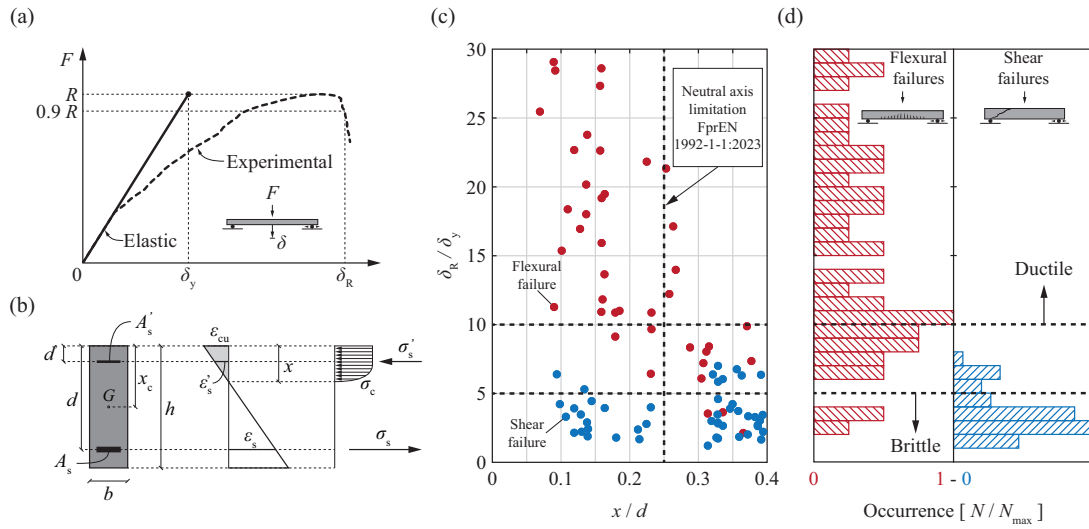 (a)
F
R
0.9 R
Experimental
Elastic
F
δ
0
δy
δR
(b)
A's
εcu
σ's
d'
xc
ε's
x
σc
d
G
h
εs
σs
As
b
(c)
30
25
20
15
10
5
0
δR / δy
Neutral axis
limitation
FprEN
1992-1-1:2023
Flexural
failure
Shear
failure
0
0.1
0.2
0.3
0.4
x / d
(d)
Flexural
failures
Shear
failures
Ductile
Brittle
0
1 - 0
Occurrence [ N/Nmax ]